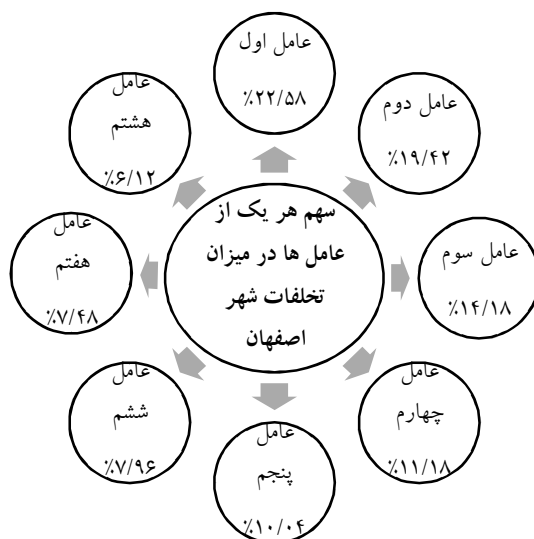 عامل اول
٪۲۲/۵۸
عامل دوم
٪۱۹/۴۲
عامل سوم
٪۱۴/۱۸
عامل
چهارم
٪۱۱/۱۸
عامل
پنجم
٪۱۰/۰۴
عامل
ششم
٪۷/۹۶
عامل
هفتم
٪۷/۴۸
عامل
هشتم
٪۶/۱۲
سهم هر یک از
عامل ها در میزان
تخلفات شهر
اصفهان